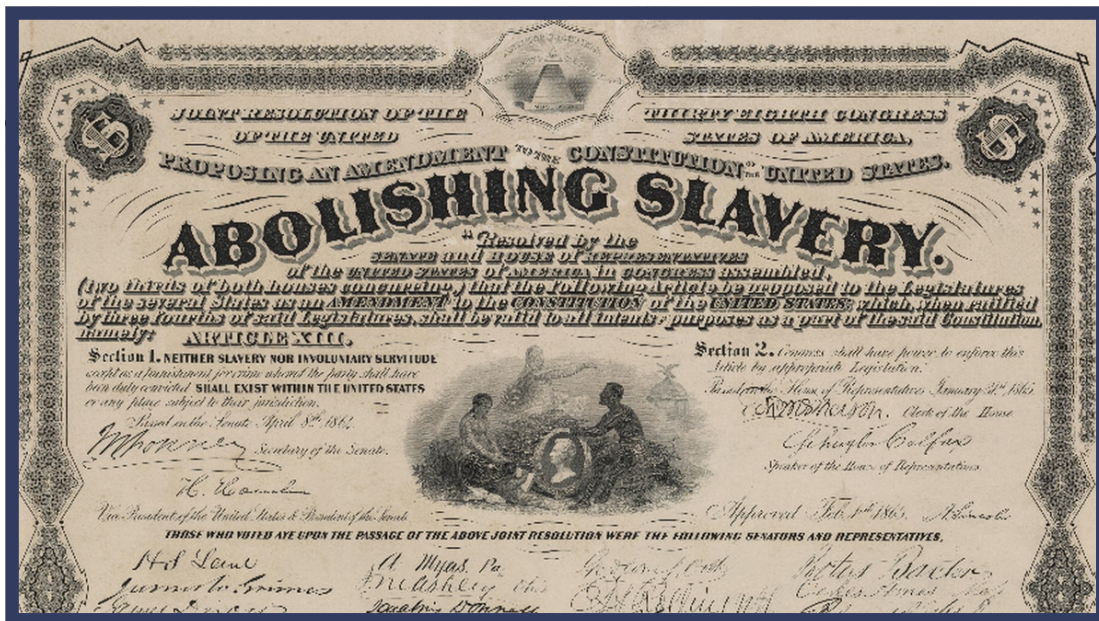 JOINT RESOLUTION OF THE THIRTY EIGHTH CONGRESS
OF THE UNITED STATES OF AMERICA,
PROPOSING AN AMENDMENT TO THE CONSTITUTION OF THE UNITED STATES.
ABOLISHING SLAVERY.
"Resolved by the
SENATE and HOUSE OF REPRESENTATIVES
of the UNITED STATES OF AMERICA in CONGRESS assembled,
(two thirds of both houses concurring,) that the following Article be proposed to the Legislatures
of the several States as an AMENDMENT to the CONSTITUTION of the UNITED STATES, which, when ratified
by three fourths of said Legislatures, shall be valid to all intents & purposes as a part of the said Constitution,
namely: ARTICLE XIII.
Section 1. NEITHER SLAVERY NOR INVOLUNTARY SERVITUDE
except as a punishment for crime whereof the party shall have
been duly convicted SHALL EXIST WITHIN THE UNITED STATES
or any place subject to their jurisdiction.
Passed in the Senate April 8th 1864.
Secretary of the Senate.
H. Hamlin
Vice President of the United States & President of the Senate
Section 2. Congress shall have power to enforce this
Article by appropriate Legislation."
House of Representatives January 31st 1865
Clerk of the House
Schuyler Colfax
Speaker of the House of Representatives.
Approved Feb. 1st 1865. A. Lincoln
THOSE WHO VOTED AYE UPON THE PASSAGE OF THE ABOVE JOINT RESOLUTION WERE THE FOLLOWING SENATORS AND REPRESENTATIVES,
H S Lane
James W. Grimes